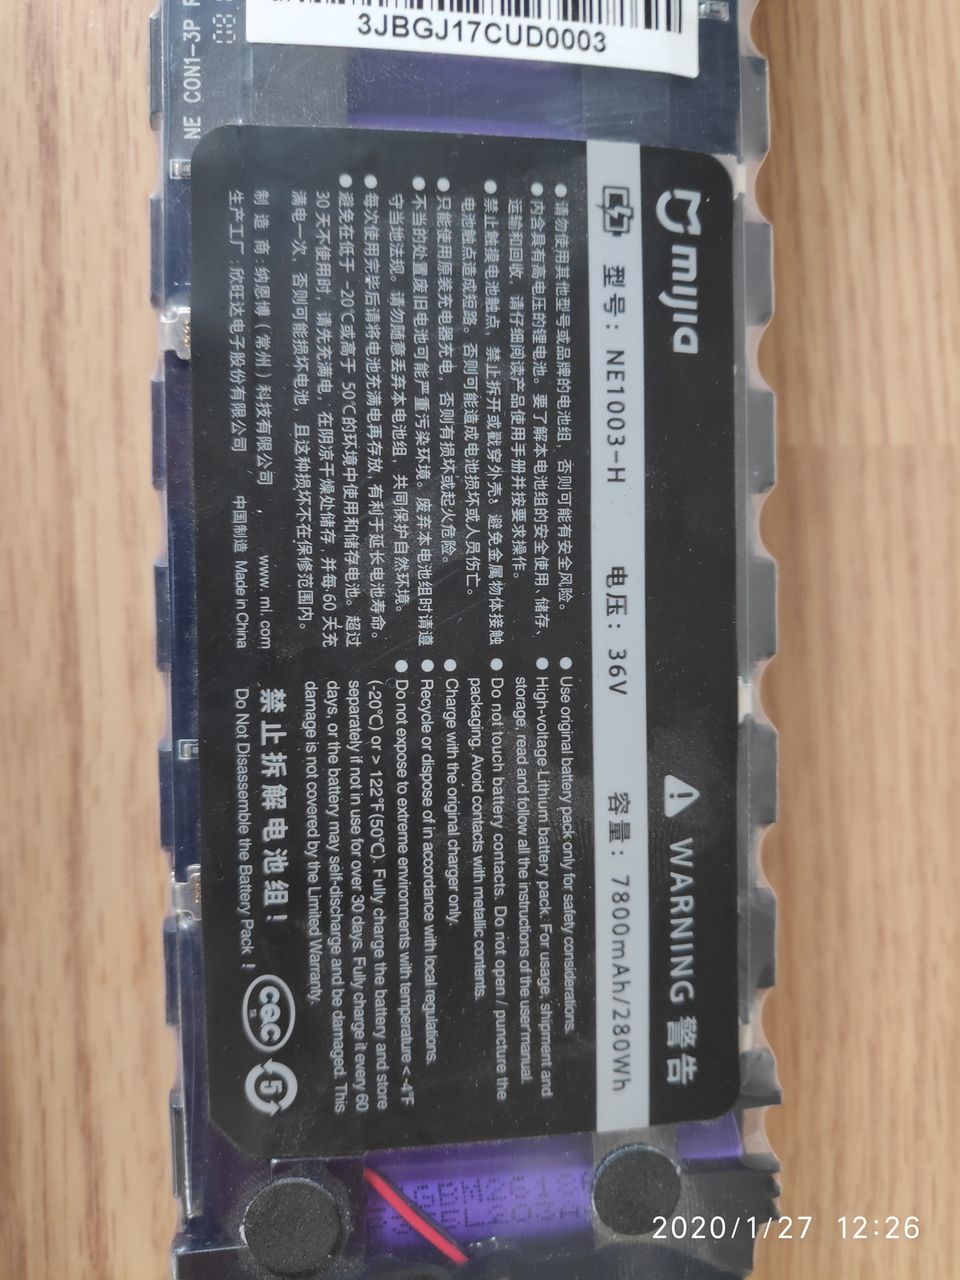 3JBGJ17CUD0003
NE CON1-3P
mijia
WARNING 警告
型号: NE1003-H 电压: 36V 容量: 7800mAh/280Wh
● 请勿使用其他型号或品牌的电池组, 否则可能有安全风险。
● 内含具有高电压的锂电池。要了解本电池组的安全使用、储存、
运输和回收, 请仔细阅读产品使用手册并按要求操作。
● 禁止触摸电池触点, 禁止拆开或戳穿外壳。避免金属物体接触
电池触点造成短路。否则可能造成电池损坏或人员伤亡。
● 只能使用原装充电器充电, 否则有损坏或起火危险。
● 不当的处置废旧电池可能严重污染环境。废弃本电池组时请遵
守当地法规。请勿随意丢弃本电池组, 共同保护自然环境。
● 每次使用完毕后请将电池充满电再存放, 有利于延长电池寿命。
● 避免在低于 -20℃或高于 50℃的环境中使用和储存电池。超过
30 天不使用时, 请先充满电, 在阴凉干燥处储存, 并每 60 天充
满电一次, 否则可能损坏电池, 且这种损坏不在保修范围内。
制 造 商: 纳恩博（常州）科技有限公司 www.mi.com
生产工厂: 欣旺达电子股份有限公司 中国制造 Made in China
● Use original battery pack only for safety considerations.
● High-voltage Lithium battery pack. For usage, shipment and
storage, read and follow all the instructions of the user manual.
● Do not touch battery contacts. Do not open / puncture the
packaging. Avoid contacts with metallic contents.
● Charge with the original charger only.
● Recycle or dispose of in accordance with local regulations.
● Do not expose to extreme environments with temperature < -4°F
(-20℃) or > 122°F(50℃). Fully charge the battery and store
separately if not in use for over 30 days. Fully charge it every 60
days, or the battery may self-discharge and be damaged. This
damage is not covered by the Limited Warranty.
禁止拆解电池组!
Do Not Disassemble the Battery Pack !
CQC
S
5
2020/1/27 12:26